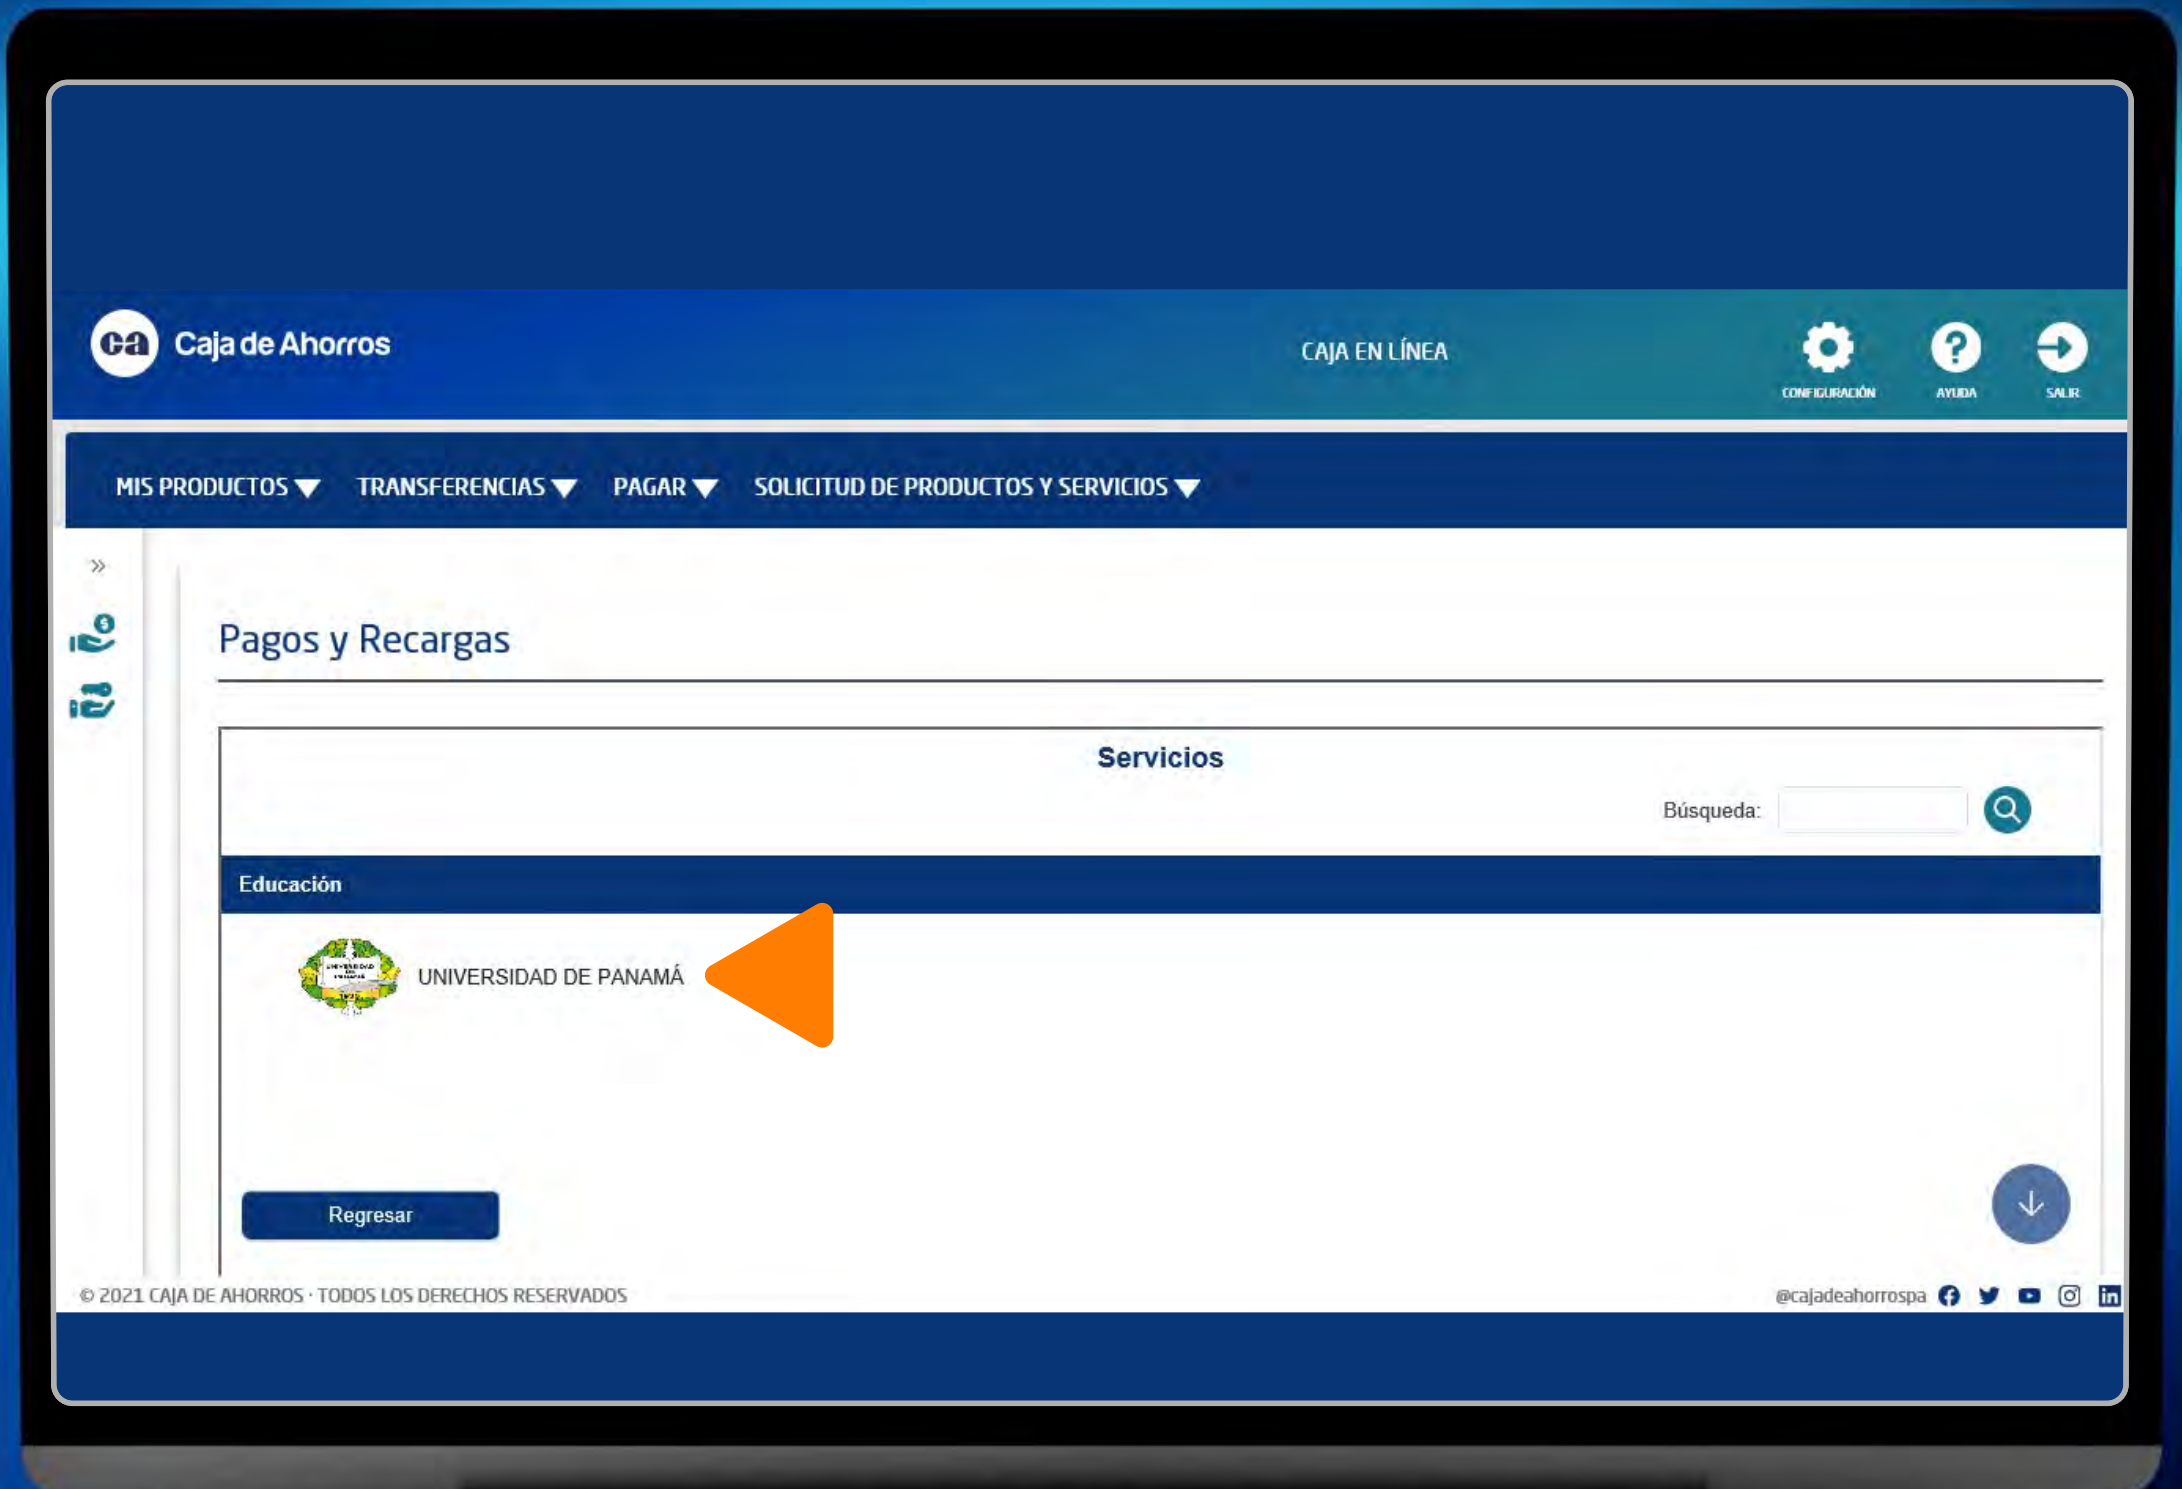 ca Caja de Ahorros
CAJA EN LÍNEA
CONFIGURACIÓN
AYUDA
SALIR
MIS PRODUCTOS
TRANSFERENCIAS
PAGAR
SOLICITUD DE PRODUCTOS Y SERVICIOS
»
Pagos y Recargas
Servicios
Búsqueda:
Educación
UNIVERSIDAD DE PANAMÁ
Regresar
© 2021 CAJA DE AHORROS · TODOS LOS DERECHOS RESERVADOS
@cajadeahorrospa